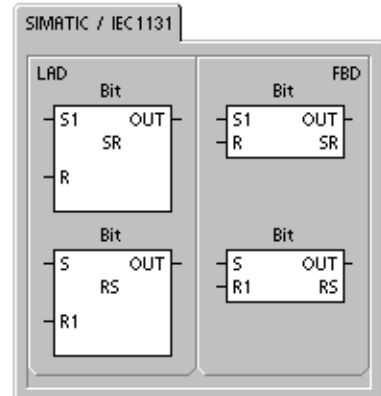 SIMATIC / IEC1131
LAD
Bit
S1 OUT
SR
R
Bit
S OUT
RS
R1
FBD
Bit
S1 OUT
R SR
Bit
S OUT
R1 RS